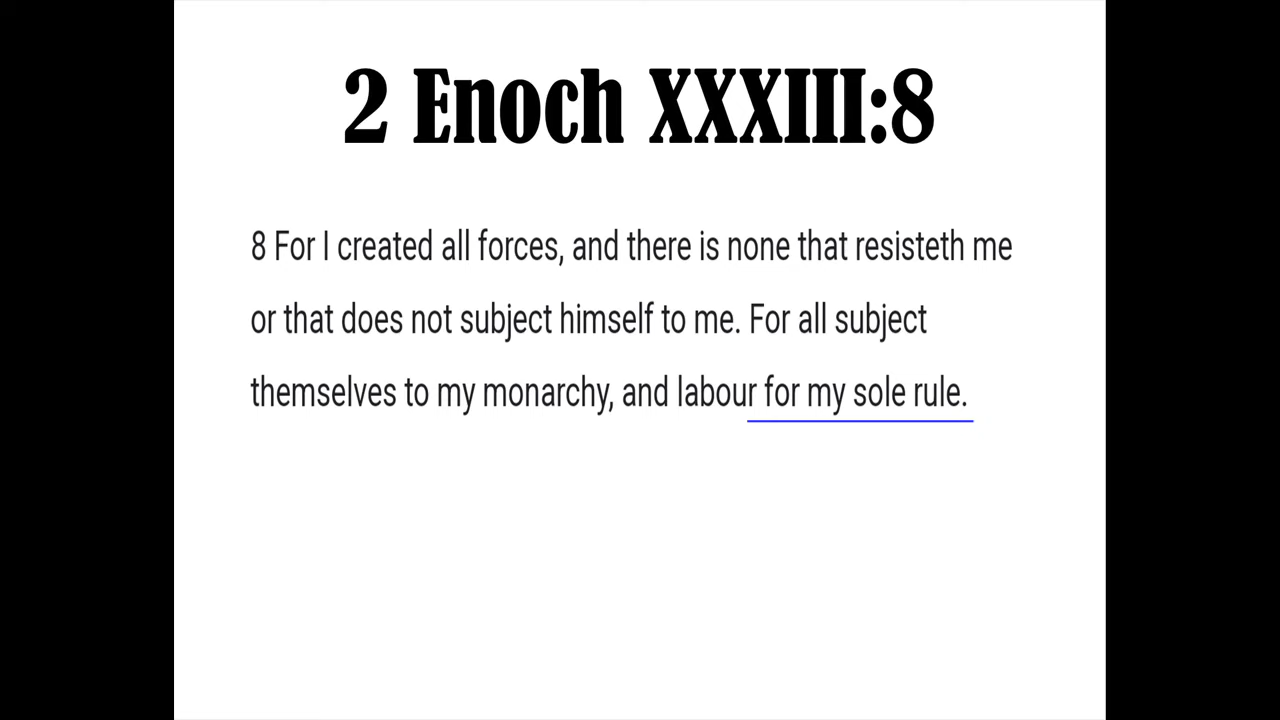 2 Enoch XXXIII:8
8 For I created all forces, and there is none that resisteth me
or that does not subject himself to me. For all subject
themselves to my monarchy, and labour for my sole rule.